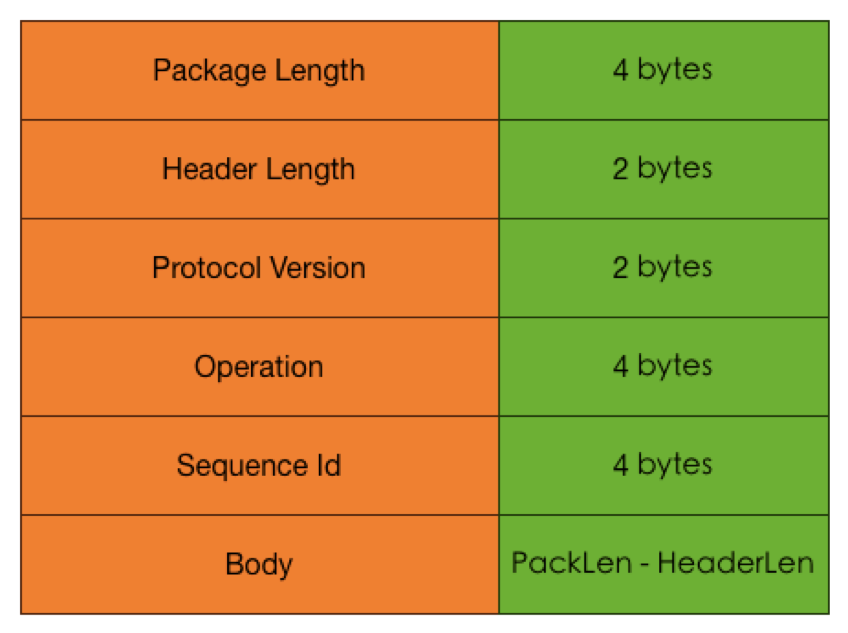 Package Length 4 bytes
Header Length 2 bytes
Protocol Version 2 bytes
Operation 4 bytes
Sequence Id 4 bytes
Body PackLen - HeaderLen